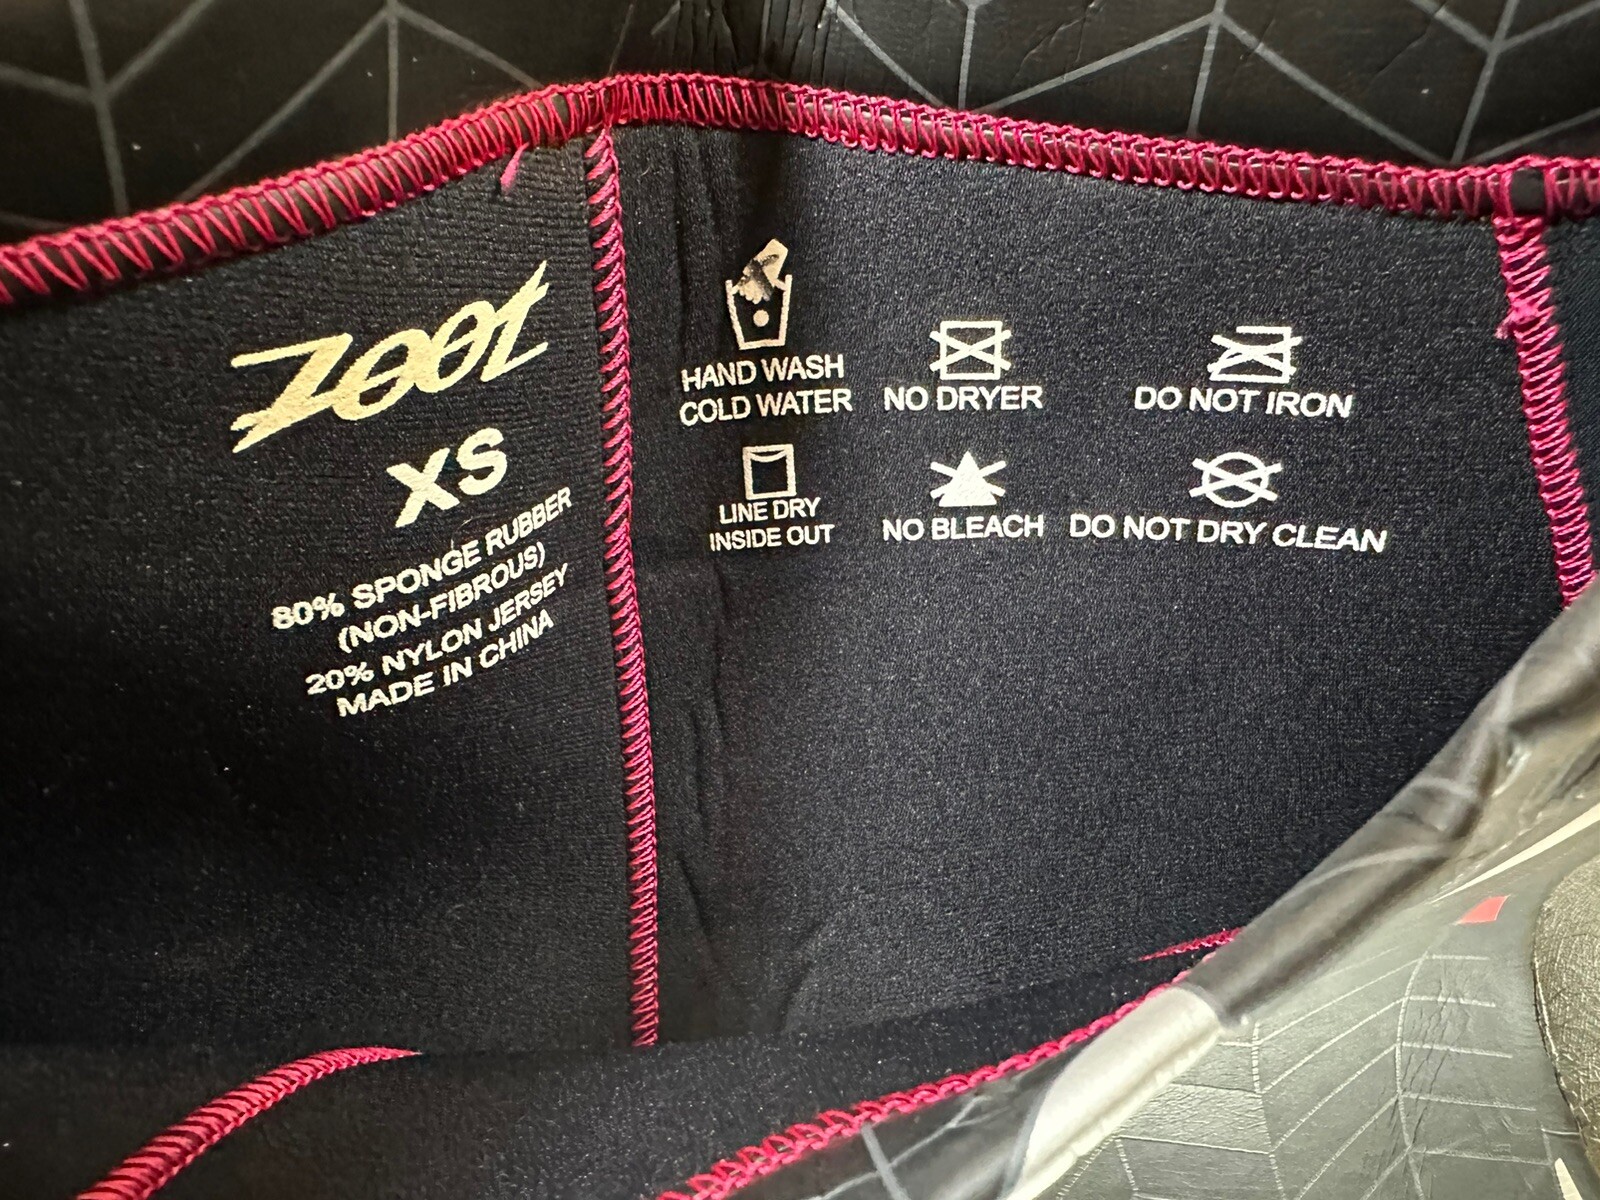 ZOOT
XS
80% SPONGE RUBBER
(NON-FIBROUS)
20% NYLON JERSEY
MADE IN CHINA
HAND WASH
COLD WATER
NO DRYER
DO NOT IRON
LINE DRY
INSIDE OUT
NO BLEACH
DO NOT DRY CLEAN